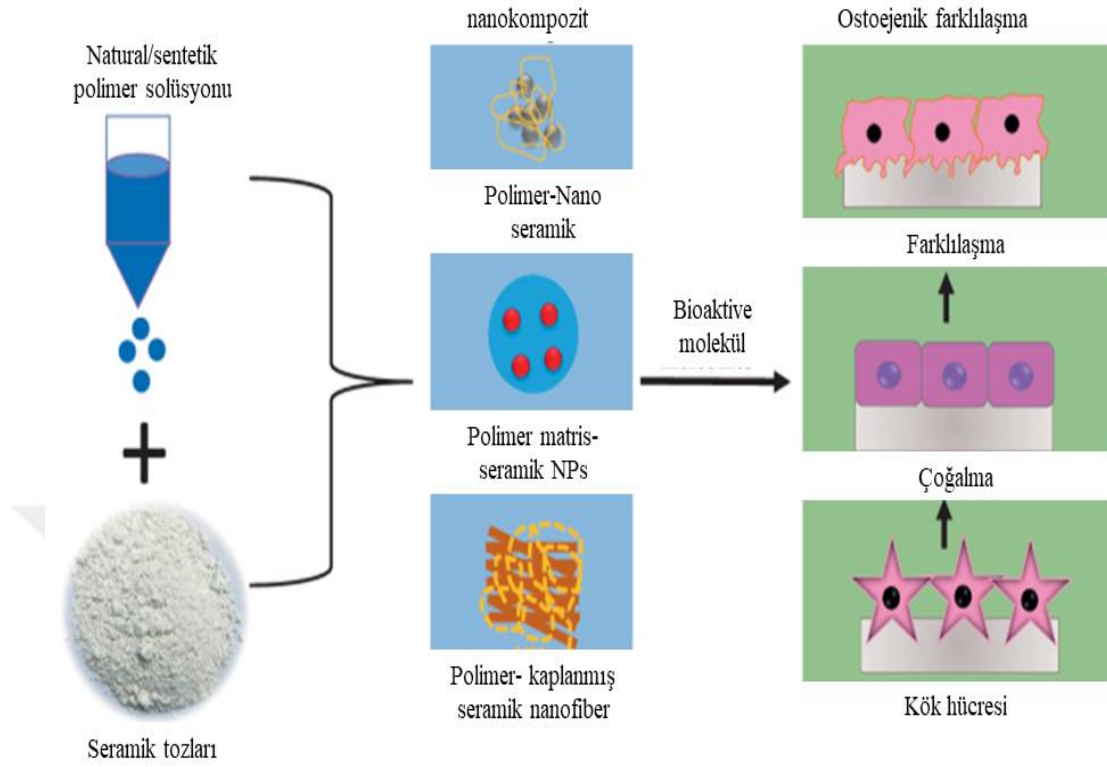 Natural/sentetik
polimer solüsyonu
Seramik tozları
nanokompozit
Polimer-Nano
seramik
Polimer matris-
seramik NPs
Polimer- kaplanmış
seramik nanofiber
Bioaktive
molekül
Ostoejenik farklılaşma
Farklılaşma
Çoğalma
Kök hücresi